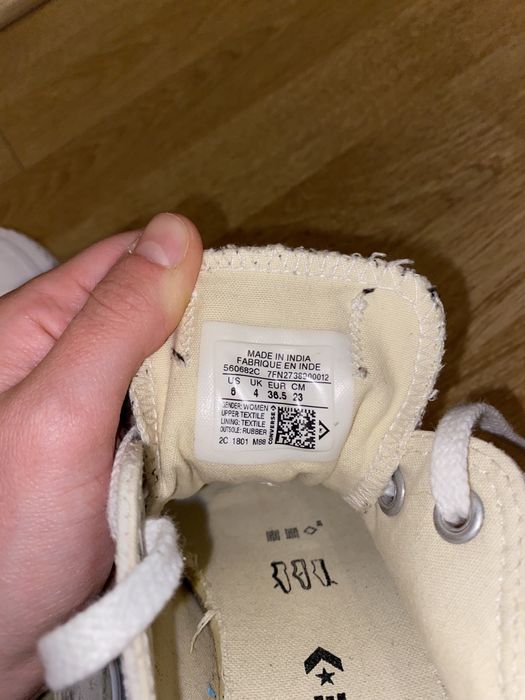 MADE IN INDIA
FABRIQUE EN INDE
560682C 7FN2738200012
US UK EUR CM
6 4 36.5 23
GENDER: WOMEN
UPPER: TEXTILE
LINING: TEXTILE
OUTSOLE: RUBBER
CONVERSE
2C 1801 M88